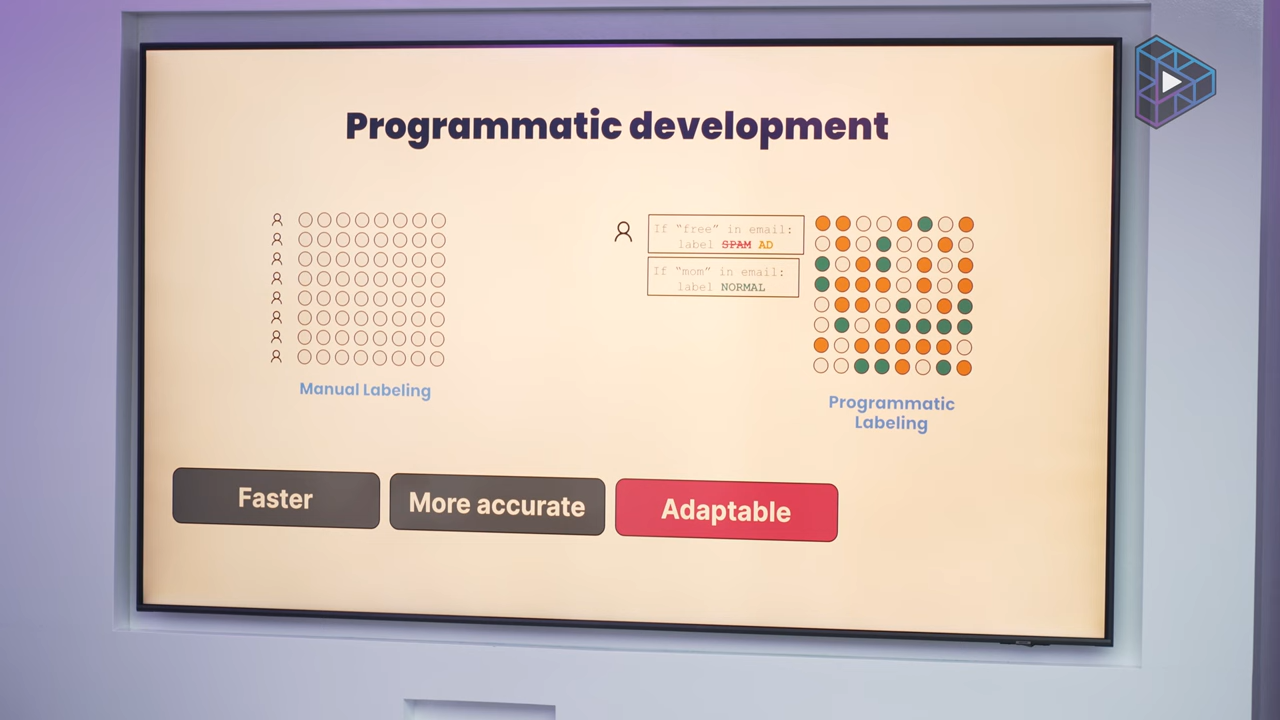 Programmatic development
If "free" in email:
label SPAM AD
If "mom" in email:
label NORMAL
Manual Labeling
Programmatic
Labeling
Faster
More accurate
Adaptable